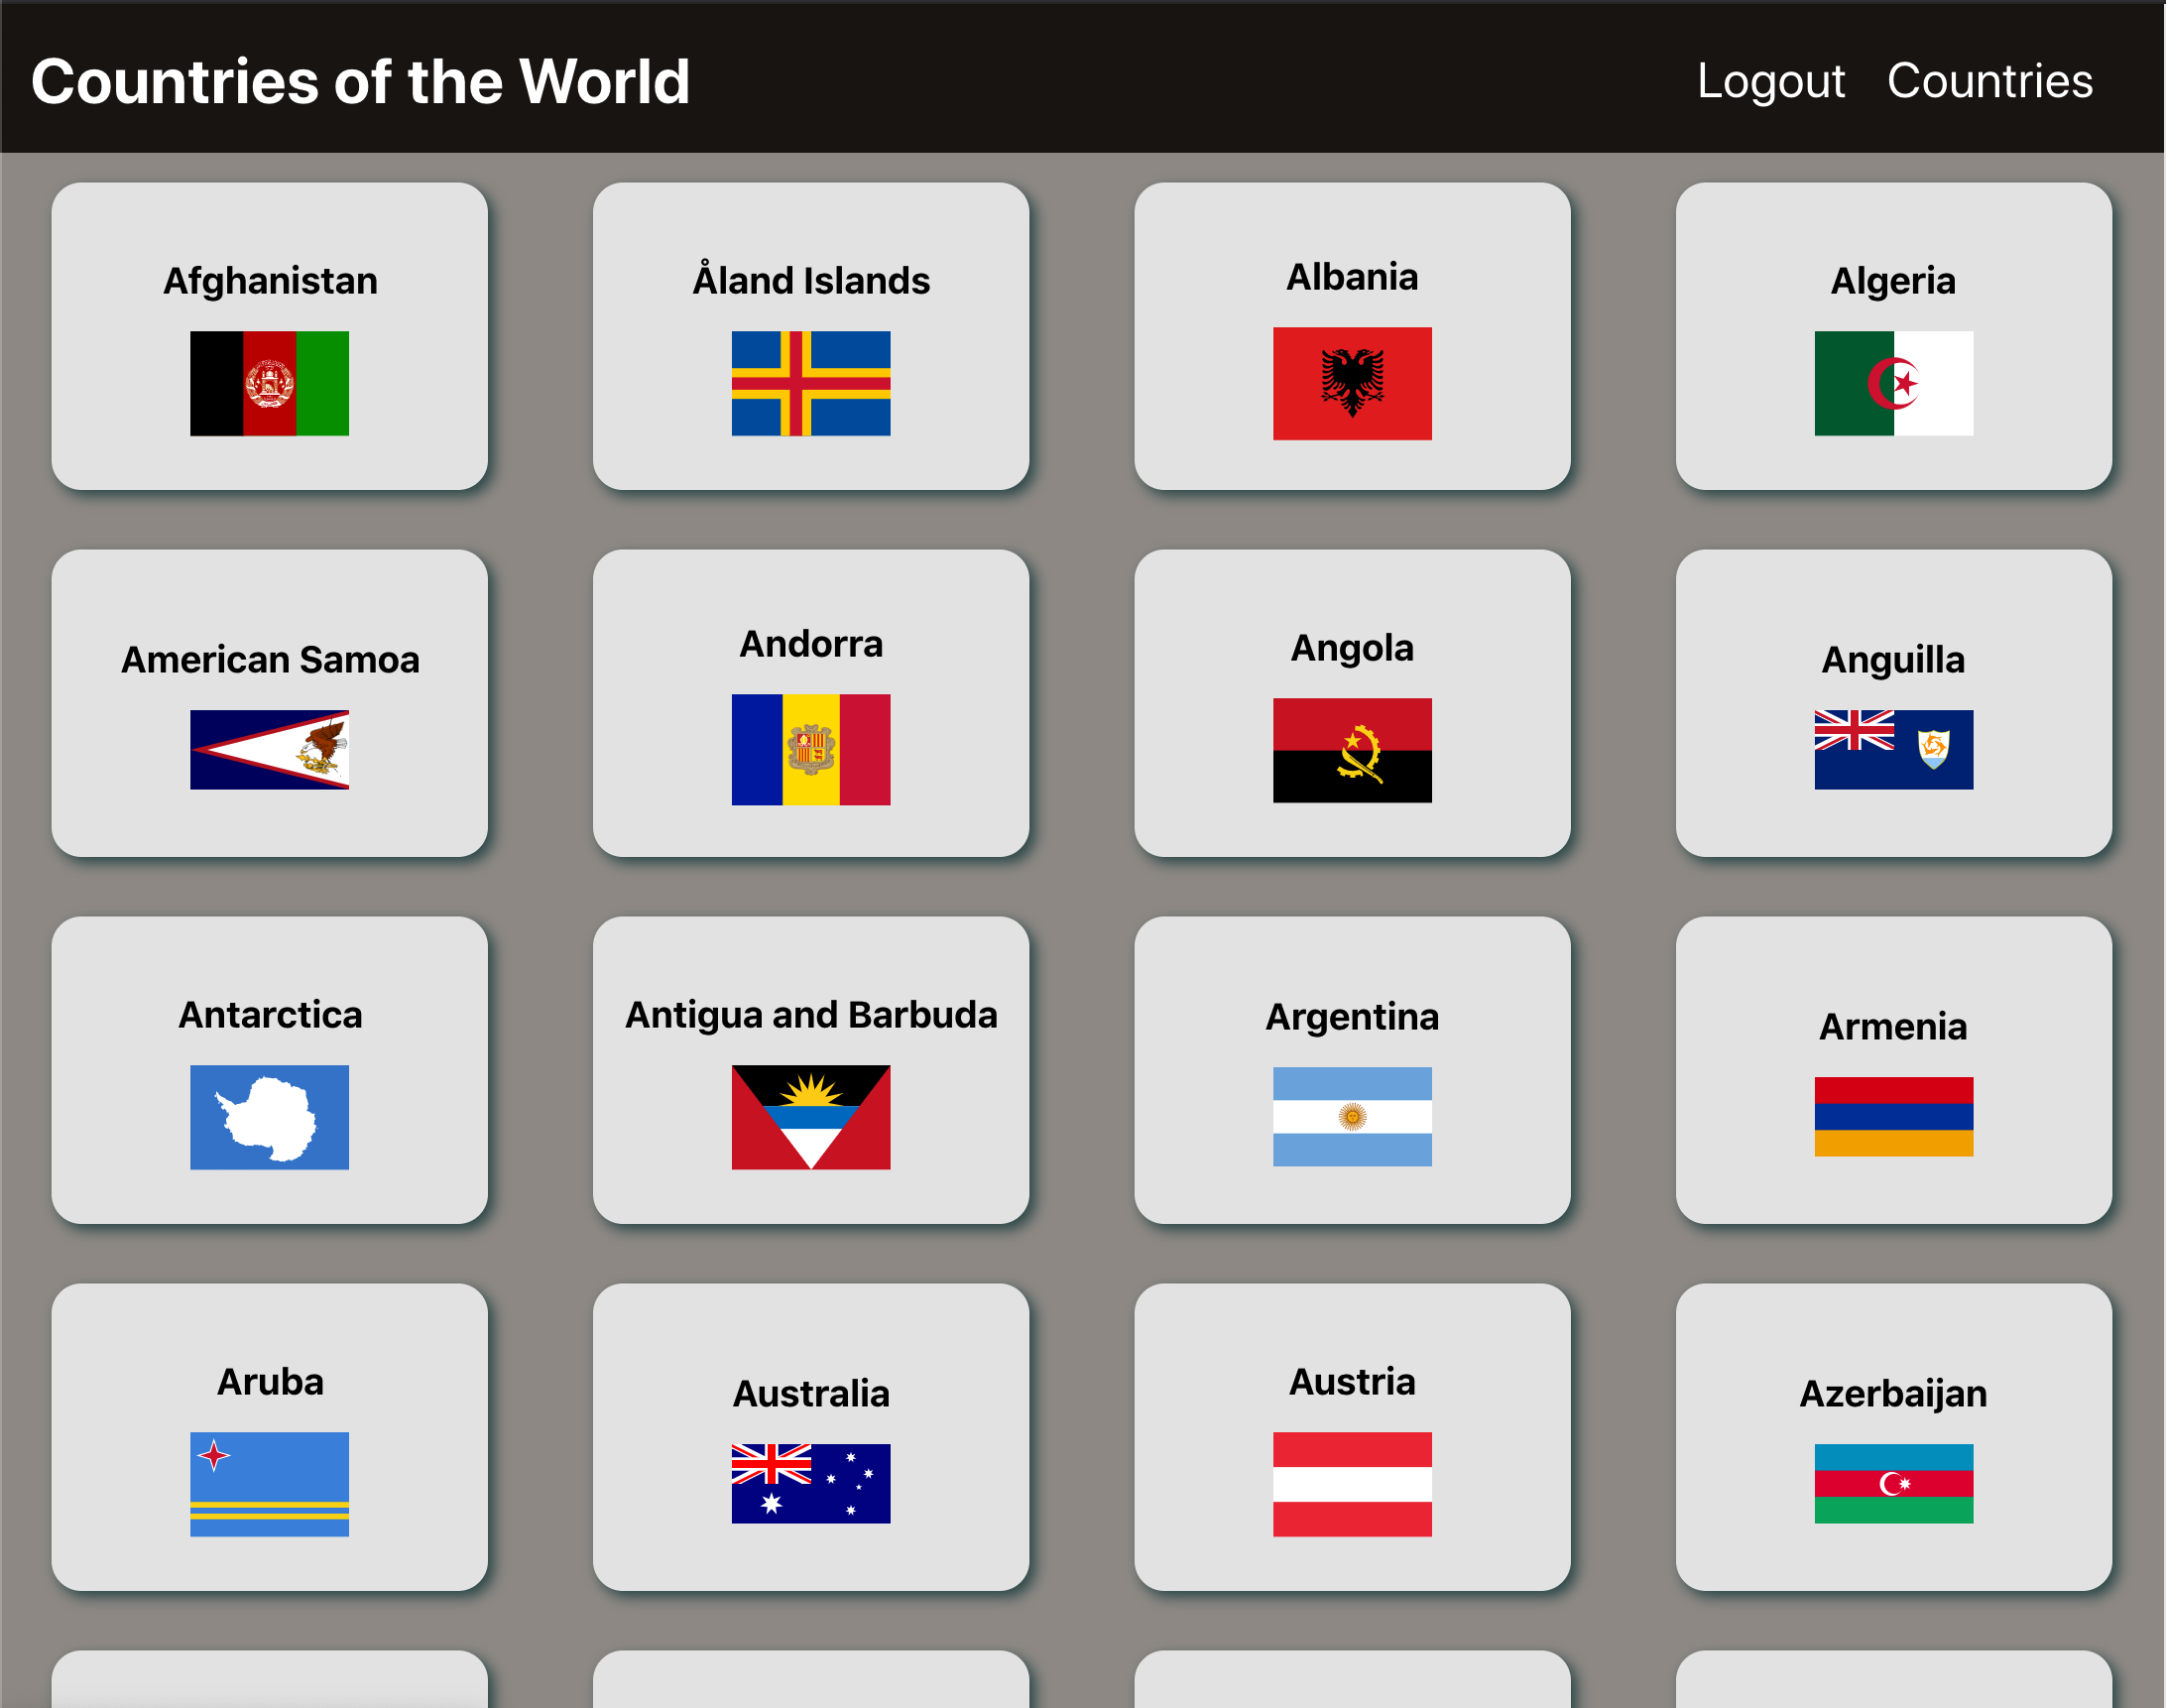 Countries of the World
Logout Countries
Afghanistan
Åland Islands
Albania
Algeria
American Samoa
Andorra
Angola
Anguilla
Antarctica
Antigua and Barbuda
Argentina
Armenia
Aruba
Australia
Austria
Azerbaijan